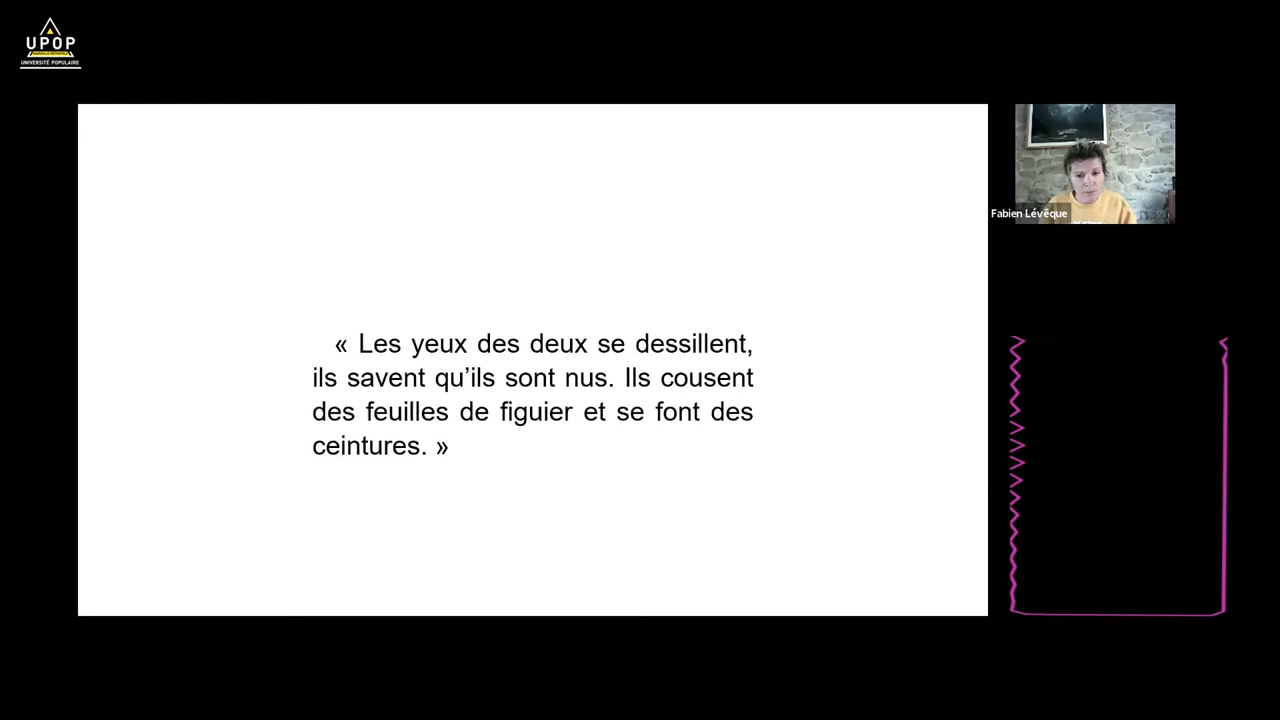 UPOP
UNIVERSITÉ POPULAIRE
« Les yeux des deux se dessillent,
ils savent qu’ils sont nus. Ils cousent
des feuilles de figuier et se font des
ceintures. »
Fabien Lévêque